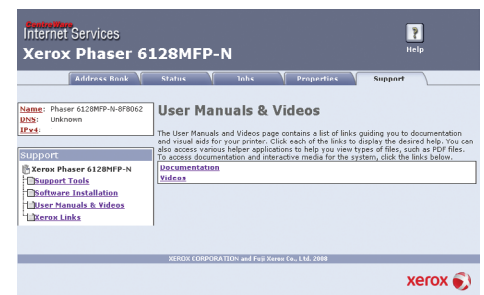 CentreWare
Internet Services
Xerox Phaser 6128MFP-N
?
Help
Address Book
Status
Jobs
Properties
Support
Name: Phaser 6128MFP-N-8F8062
DNS: Unknown
IPv4:
Support
Xerox Phaser 6128MFP-N
Support Tools
Software Installation
User Manuals & Videos
Xerox Links
User Manuals & Videos
The User Manuals and Videos page contains a list of links guiding you to documentation
and visual aids for your printer. Click each of the links to display the desired help. You can
also access various helper applications to help you view types of files, such as PDF files.
To access documentation and interactive media for the system, click the links below.
Documentation
Videos
XEROX CORPORATION and Fuji Xerox Co., Ltd. 2008
xerox